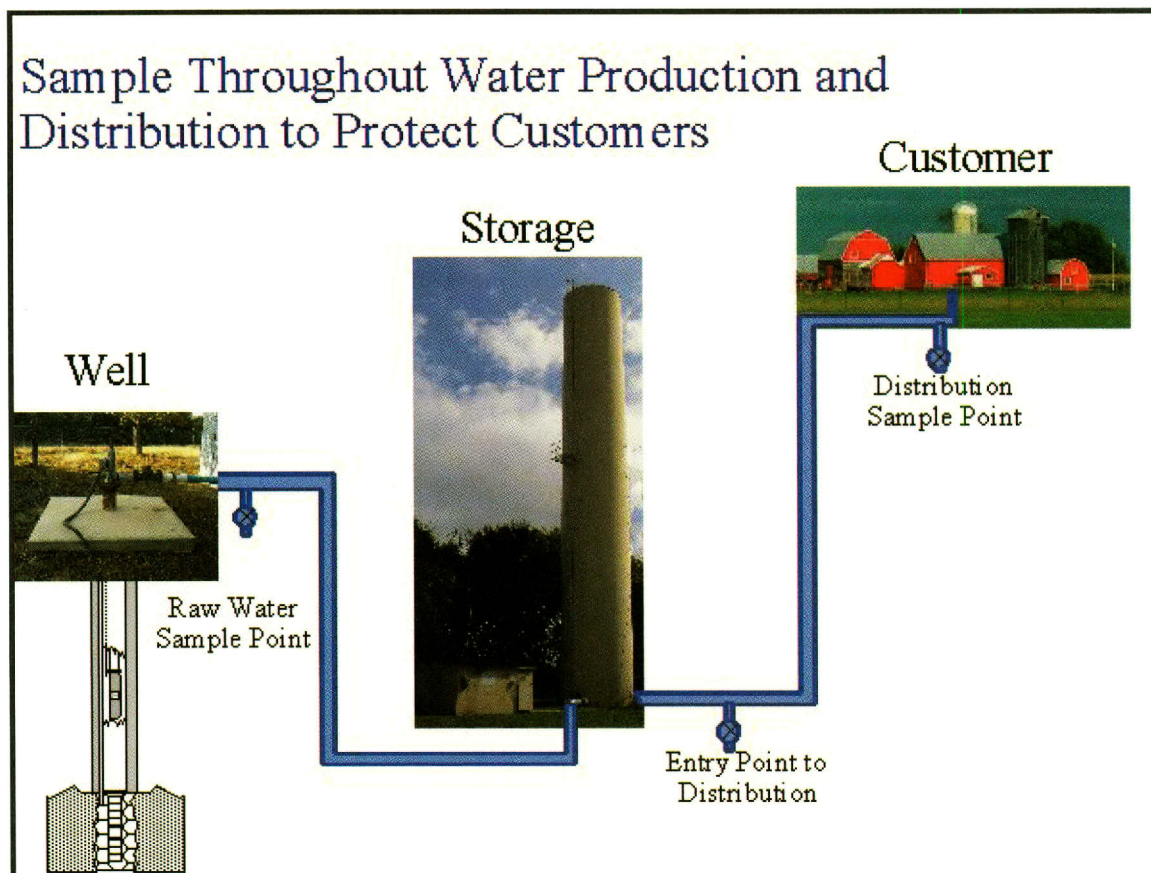 Sample Throughout Water Production and
Distribution to Protect Customers
Customer
Storage
Well
Distribution
Sample Point
Raw Water
Sample Point
Entry Point to
Distribution